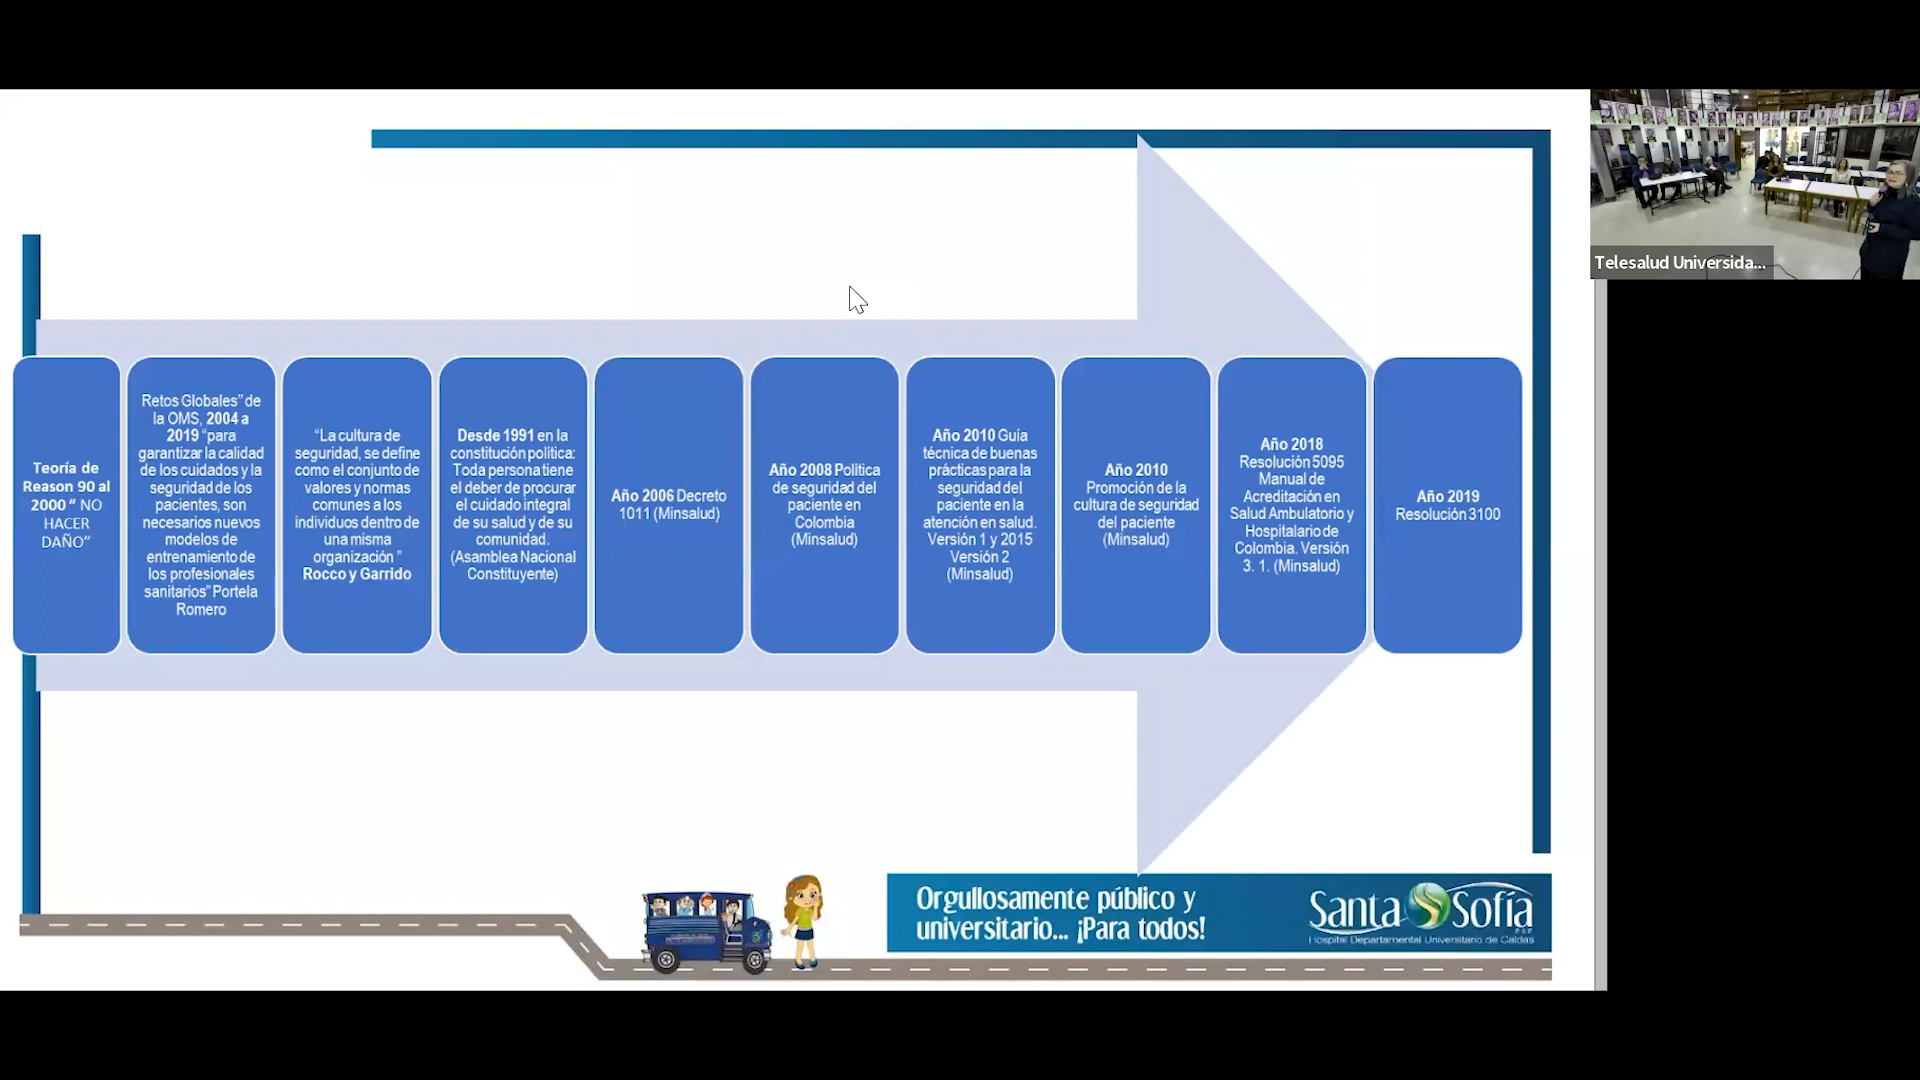 Teoría de
Reason 90 al
2000 “ NO
HACER
DAÑO”
Retos Globales” de
la OMS, 2004 a
2019 “para
garantizar la calidad
de los cuidados y la
seguridad de los
pacientes, son
necesarios nuevos
modelos de
entrenamiento de
los profesionales
sanitarios” Portela
Romero
“La cultura de
seguridad, se define
como el conjunto de
valores y normas
comunes a los
individuos dentro de
una misma
organización ”
Rocco y Garrido
Desde 1991 en la
constitución política:
Toda persona tiene
el deber de procurar
el cuidado integral
de su salud y de su
comunidad.
(Asamblea Nacional
Constituyente)
Año 2006 Decreto
1011 (Minsalud)
Año 2008 Política
de seguridad del
paciente en
Colombia
(Minsalud)
Año 2010 Guía
técnica de buenas
prácticas para la
seguridad del
paciente en la
atención en salud.
Versión 1 y 2015
Versión 2
(Minsalud)
Año 2010
Promoción de la
cultura de seguridad
del paciente
(Minsalud)
Año 2018
Resolución 5095
Manual de
Acreditación en
Salud Ambulatorio y
Hospitalario de
Colombia. Versión
3. 1. (Minsalud)
Año 2019
Resolución 3100
Orgullosamente público y
universitario... ¡Para todos!
Santa Sofía
E.S.E
Hospital Departamental Universitario de Caldas
Telesalud Universida...